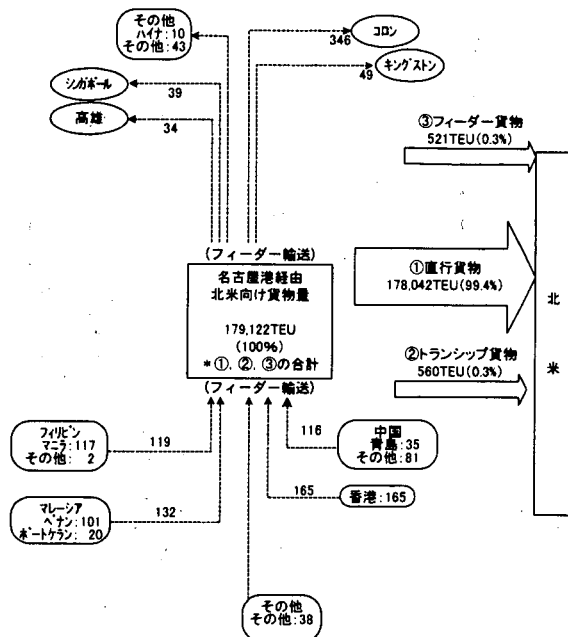 その他
ハイナ:10
その他:43
コロン
346
キングストン
49
シンガポール
39
高雄
34
③フィーダー貨物
521TEU(0.3%)
(フィーダー輸送)
名古屋港経由
北米向け貨物量
179,122TEU
(100%)
*①,②,③の合計
(フィーダー輸送)
①直行貨物
178,042TEU(99.4%)
北
米
②トランシップ貨物
560TEU(0.3%)
フィリピン
マニラ:117
その他: 2
119
116
中国
青島:35
その他:81
マレーシア
ペナン:101
ポートケラン: 20
132
165
香港:165
その他
その他:38